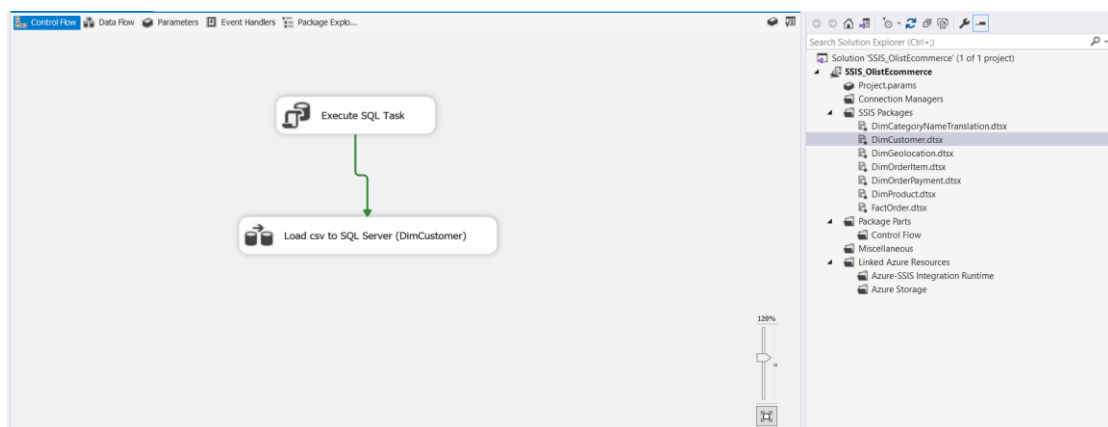 Control Flow Data Flow Parameters Event Handlers Package Explo...
Execute SQL Task
Load csv to SQL Server (DimCustomer)
120%
Search Solution Explorer (Ctrl+;)
Solution 'SSIS_OlistEcommerce' (1 of 1 project)
SSIS_OlistEcommerce
Project.params
Connection Managers
SSIS Packages
DimCategoryNameTranslation.dtsx
DimCustomer.dtsx
DimGeolocation.dtsx
DimOrderItem.dtsx
DimOrderPayment.dtsx
DimProduct.dtsx
FactOrder.dtsx
Package Parts
Control Flow
Miscellaneous
Linked Azure Resources
Azure-SSIS Integration Runtime
Azure Storage